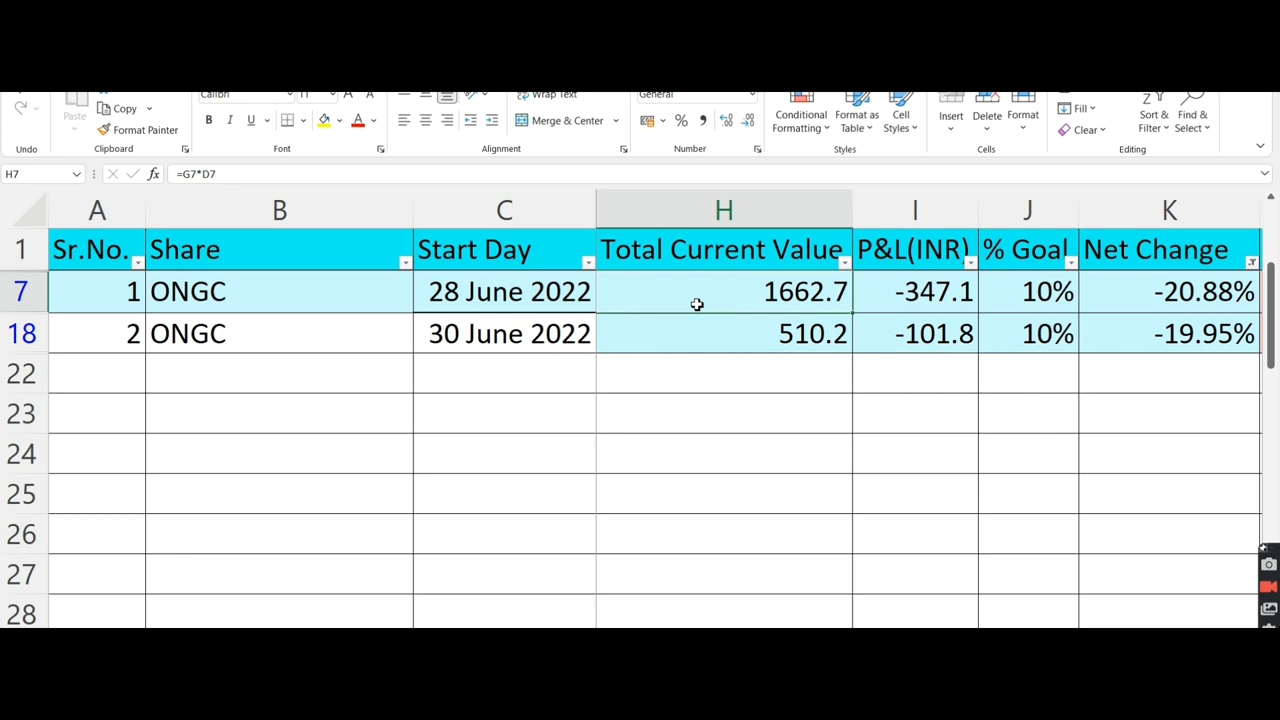 Calibri 11 A A Wrap Text General
Paste Copy Conditional Format as Cell Insert Delete Format Fill Sort & Find &
Format Painter B I U A Merge & Center % Formatting Table Styles Clear Filter Select
Undo Clipboard Font Alignment Number Styles Cells Editing
H7 fx =G7*D7
A B C H I J K
1 Sr.No. Share Start Day Total Current Value P&L(INR) % Goal Net Change
7 1 ONGC 28 June 2022 1662.7 -347.1 10% -20.88%
18 2 ONGC 30 June 2022 510.2 -101.8 10% -19.95%
22
23
24
25
26
27
28